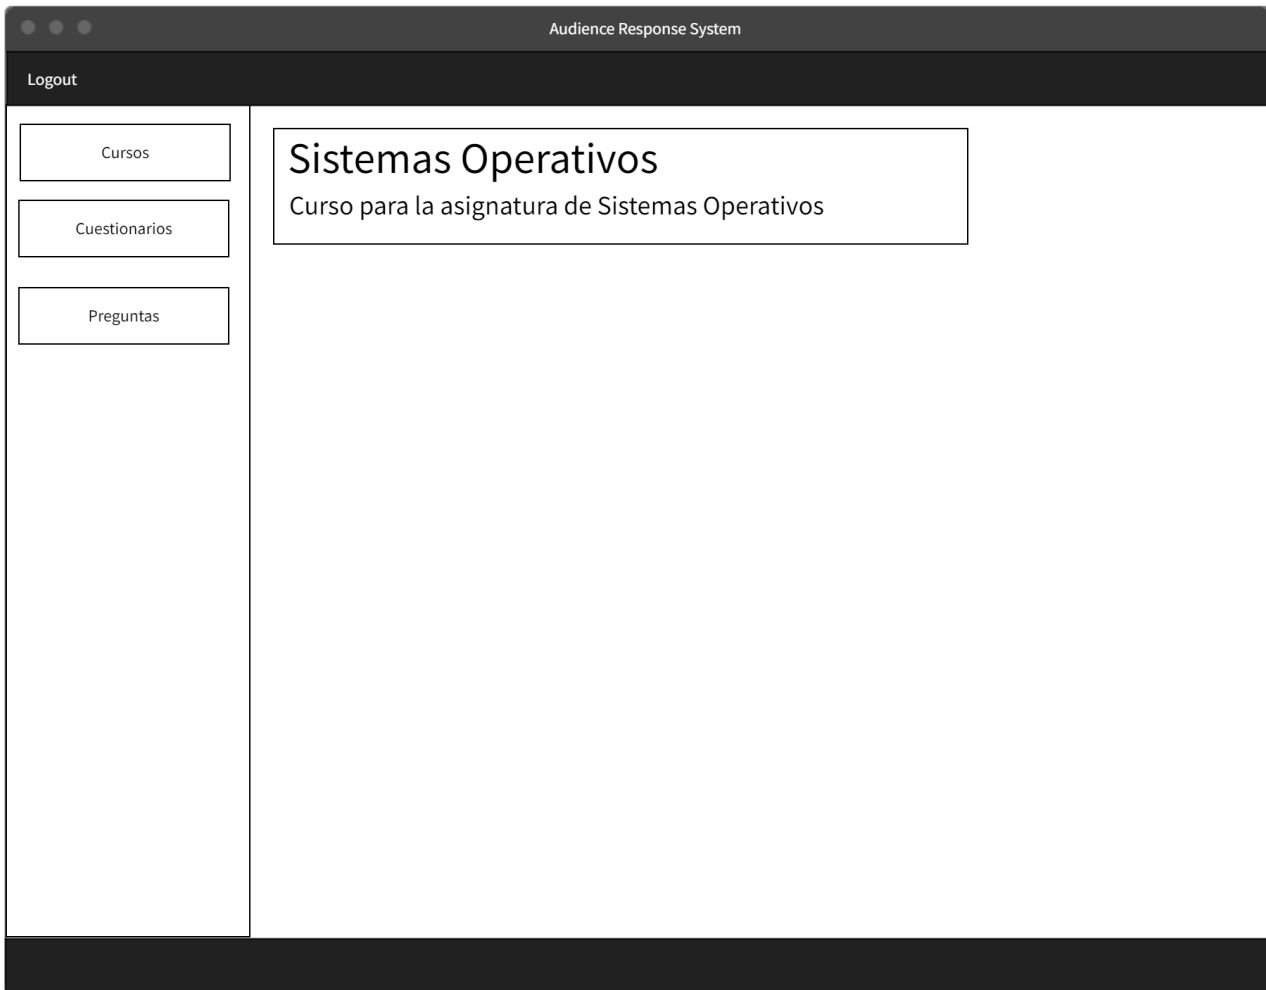 Audience Response System
Logout
Cursos
Cuestionarios
Preguntas
Sistemas Operativos
Curso para la asignatura de Sistemas Operativos